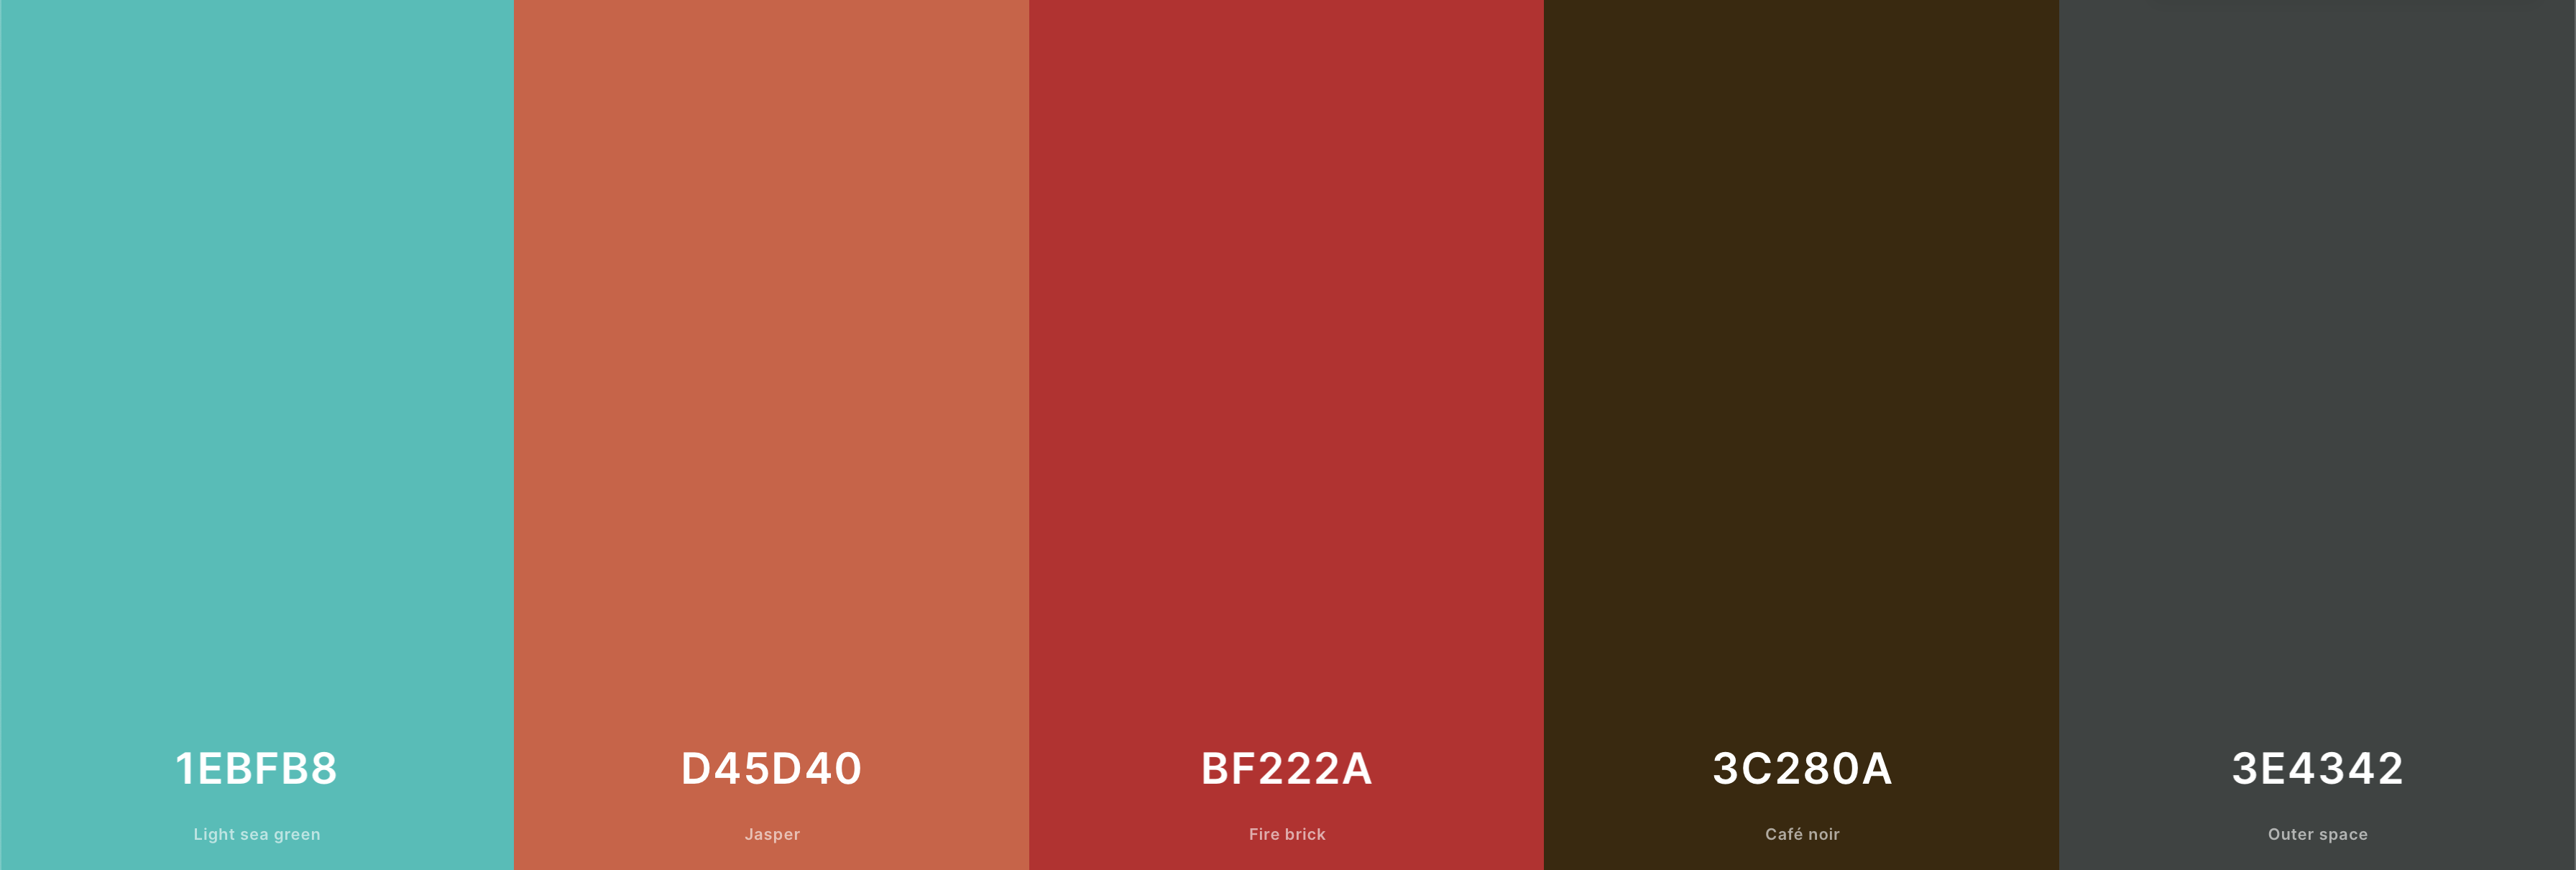 1EBFB8
Light sea green
D45D40
Jasper
BF222A
Fire brick
3C280A
Café noir
3E4342
Outer space